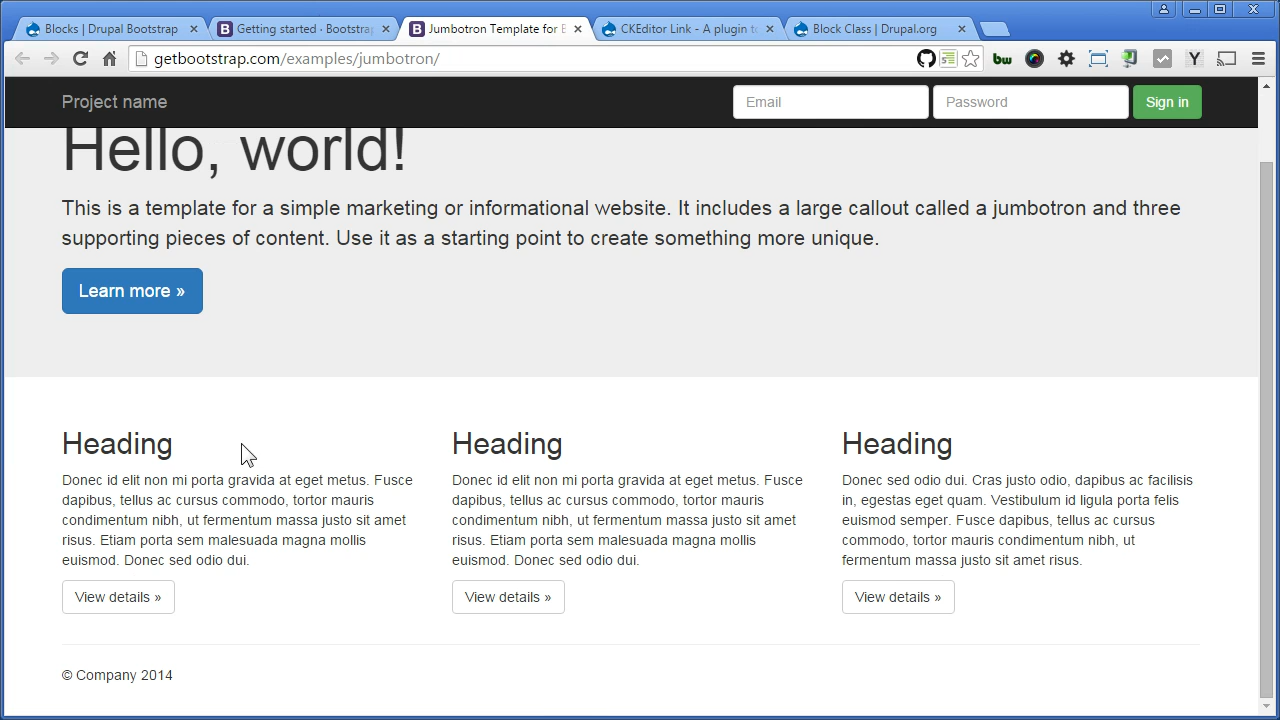 Blocks | Drupal Bootstrap
Getting started · Bootstrap
Jumbotron Template for B
CKEditor Link - A plugin to
Block Class | Drupal.org
getbootstrap.com/examples/jumbotron/
bw
Y
Project name
Email
Password
Sign in
Hello, world!
This is a template for a simple marketing or informational website. It includes a large callout called a jumbotron and three
supporting pieces of content. Use it as a starting point to create something more unique.
Learn more »
Heading
Donec id elit non mi porta gravida at eget metus. Fusce
dapibus, tellus ac cursus commodo, tortor mauris
condimentum nibh, ut fermentum massa justo sit amet
risus. Etiam porta sem malesuada magna mollis
euismod. Donec sed odio dui.
View details »
Heading
Donec id elit non mi porta gravida at eget metus. Fusce
dapibus, tellus ac cursus commodo, tortor mauris
condimentum nibh, ut fermentum massa justo sit amet
risus. Etiam porta sem malesuada magna mollis
euismod. Donec sed odio dui.
View details »
Heading
Donec sed odio dui. Cras justo odio, dapibus ac facilisis
in, egestas eget quam. Vestibulum id ligula porta felis
euismod semper. Fusce dapibus, tellus ac cursus
commodo, tortor mauris condimentum nibh, ut
fermentum massa justo sit amet risus.
View details »
© Company 2014